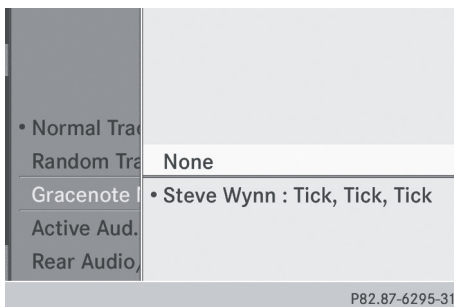 • Normal Trac
Random Tra
None
Gracenote
• Steve Wynn : Tick, Tick, Tick
Active Aud.
Rear Audio,
P82.87-6295-31